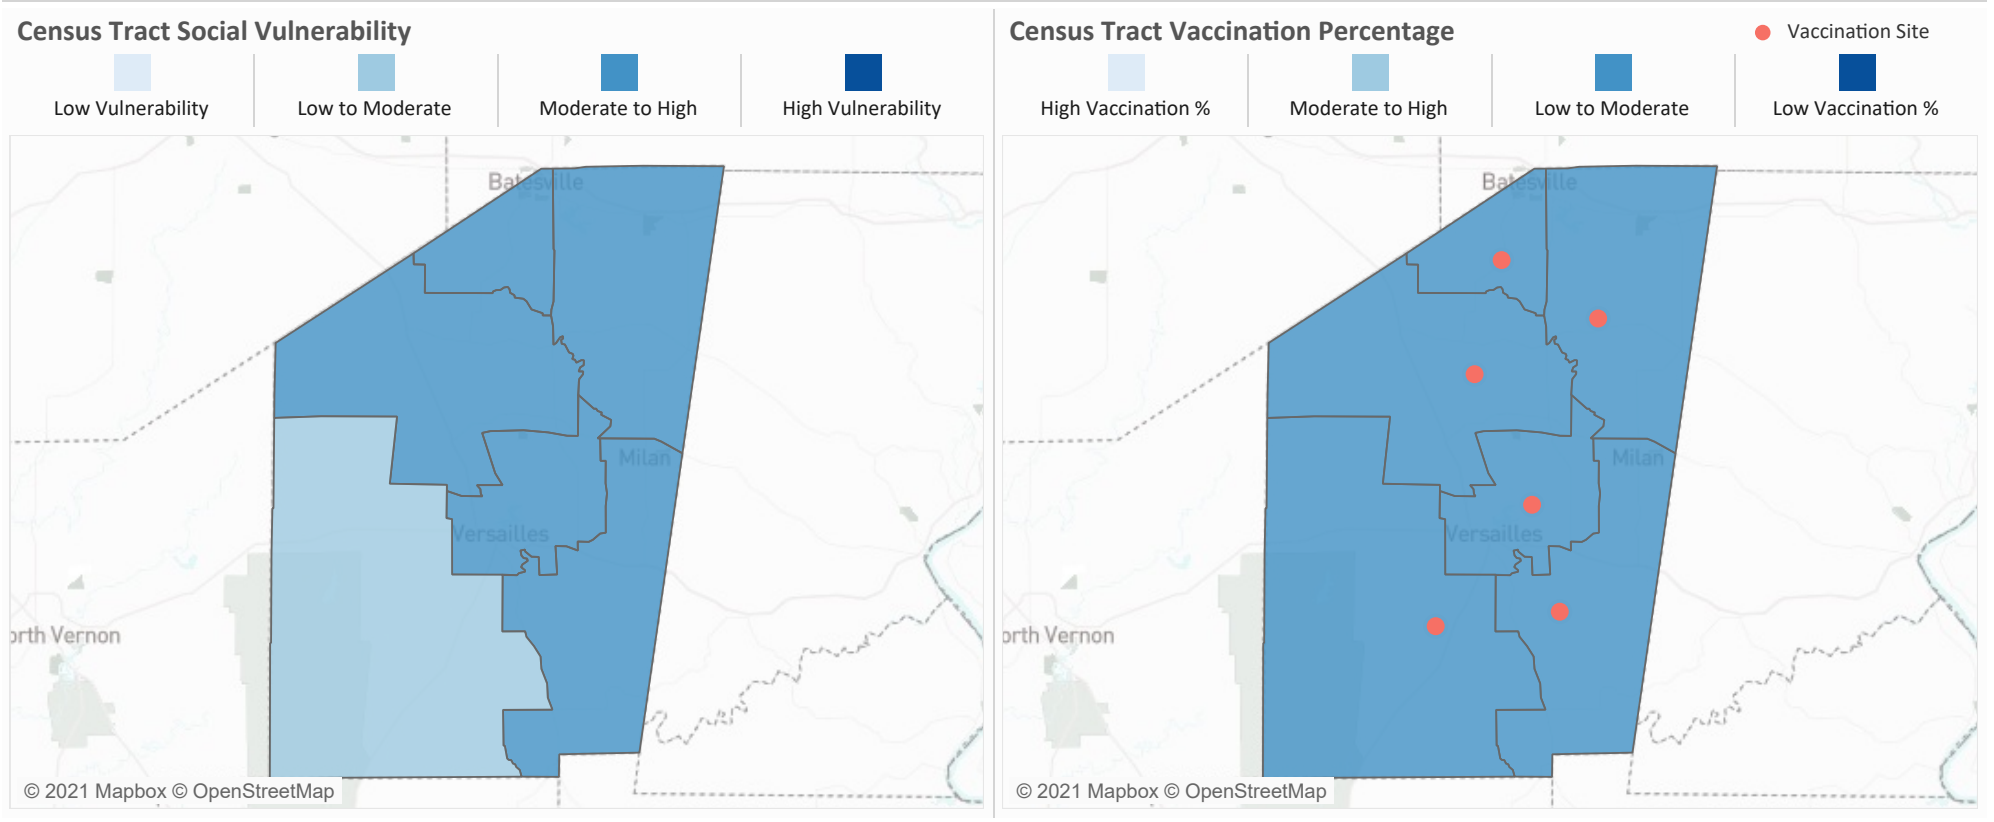 Census Tract Social Vulnerability
Low Vulnerability
Low to Moderate
Moderate to High
High Vulnerability
Batesville
Milan
Versailles
orth Vernon
© 2021 Mapbox © OpenStreetMap
Census Tract Vaccination Percentage
Vaccination Site
High Vaccination %
Moderate to High
Low to Moderate
Low Vaccination %
Batesville
Milan
Versailles
orth Vernon
© 2021 Mapbox © OpenStreetMap